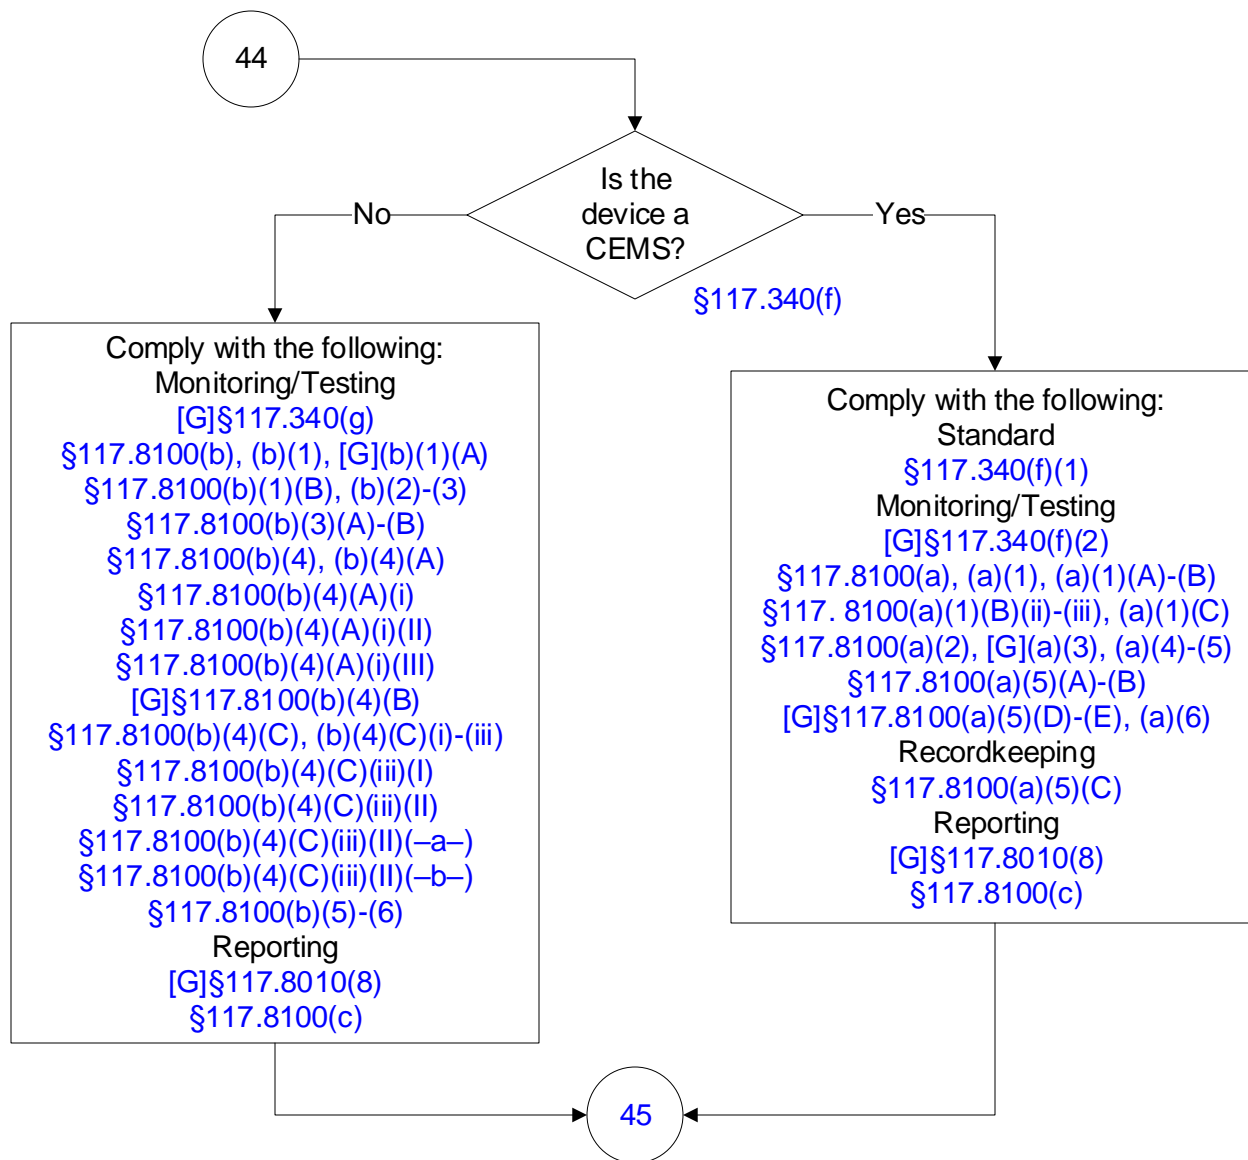 44
Is the
device a
CEMS?
No
Yes
§117.340(f)
Comply with the following:
Monitoring/Testing
[G]§117.340(g)
§117.8100(b), (b)(1), [G](b)(1)(A)
§117.8100(b)(1)(B), (b)(2)-(3)
§117.8100(b)(3)(A)-(B)
§117.8100(b)(4), (b)(4)(A)
§117.8100(b)(4)(A)(i)
§117.8100(b)(4)(A)(i)(II)
§117.8100(b)(4)(A)(i)(III)
[G]§117.8100(b)(4)(B)
§117.8100(b)(4)(C), (b)(4)(C)(i)-(iii)
§117.8100(b)(4)(C)(iii)(I)
§117.8100(b)(4)(C)(iii)(II)
§117.8100(b)(4)(C)(iii)(II)(–a–)
§117.8100(b)(4)(C)(iii)(II)(–b–)
§117.8100(b)(5)-(6)
Reporting
[G]§117.8010(8)
§117.8100(c)
Comply with the following:
Standard
§117.340(f)(1)
Monitoring/Testing
[G]§117.340(f)(2)
§117.8100(a), (a)(1), (a)(1)(A)-(B)
§117. 8100(a)(1)(B)(ii)-(iii), (a)(1)(C)
§117.8100(a)(2), [G](a)(3), (a)(4)-(5)
§117.8100(a)(5)(A)-(B)
[G]§117.8100(a)(5)(D)-(E), (a)(6)
Recordkeeping
§117.8100(a)(5)(C)
Reporting
[G]§117.8010(8)
§117.8100(c)
45